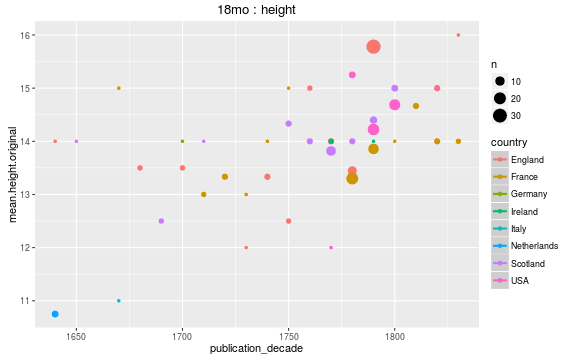 18mo : height
16
15
14
13
12
11
mean.height.original
1650
1700
1750
1800
publication_decade
n
10
20
30
country
England
France
Germany
Ireland
Italy
Netherlands
Scotland
USA